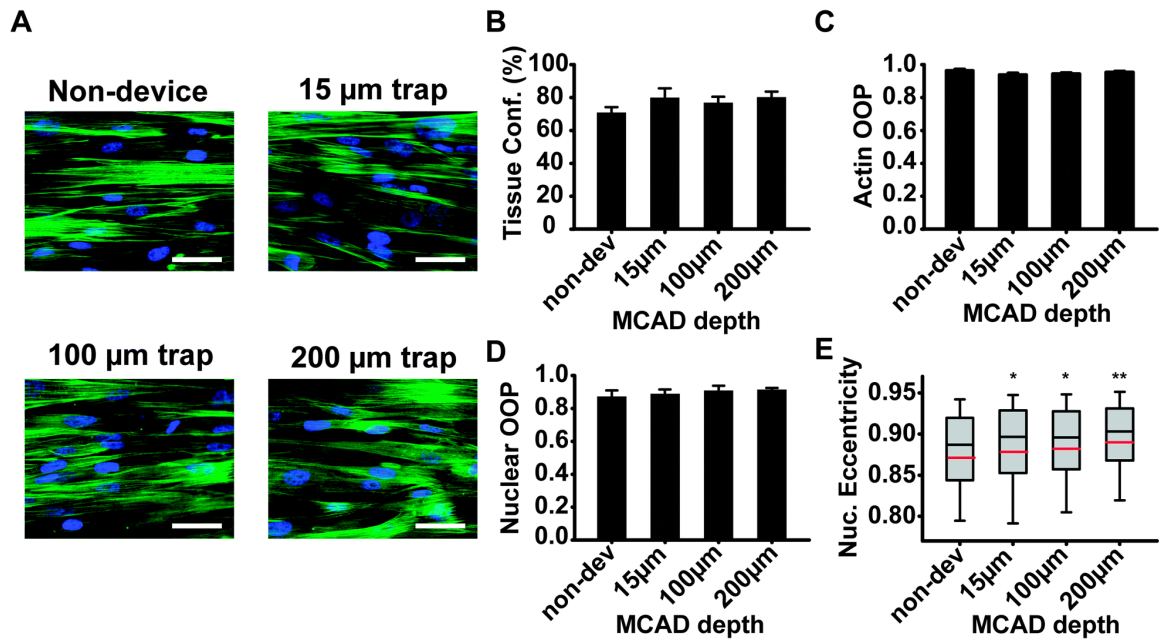 A
Non-device
15 µm trap
100 µm trap
200 µm trap
B
Tissue Conf. (%)
100
80
60
40
20
0
non-dev
15µm
100µm
200µm
MCAD depth
C
Actin OOP
1.0
0.8
0.6
0.4
0.2
0.0
non-dev
15µm
100µm
200µm
MCAD depth
D
Nuclear OOP
1.0
0.8
0.6
0.4
0.2
0.0
non-dev
15µm
100µm
200µm
MCAD depth
E
Nuc. Eccentricity
0.95
0.90
0.85
0.80
* * **
non-dev
15µm
100µm
200µm
MCAD depth